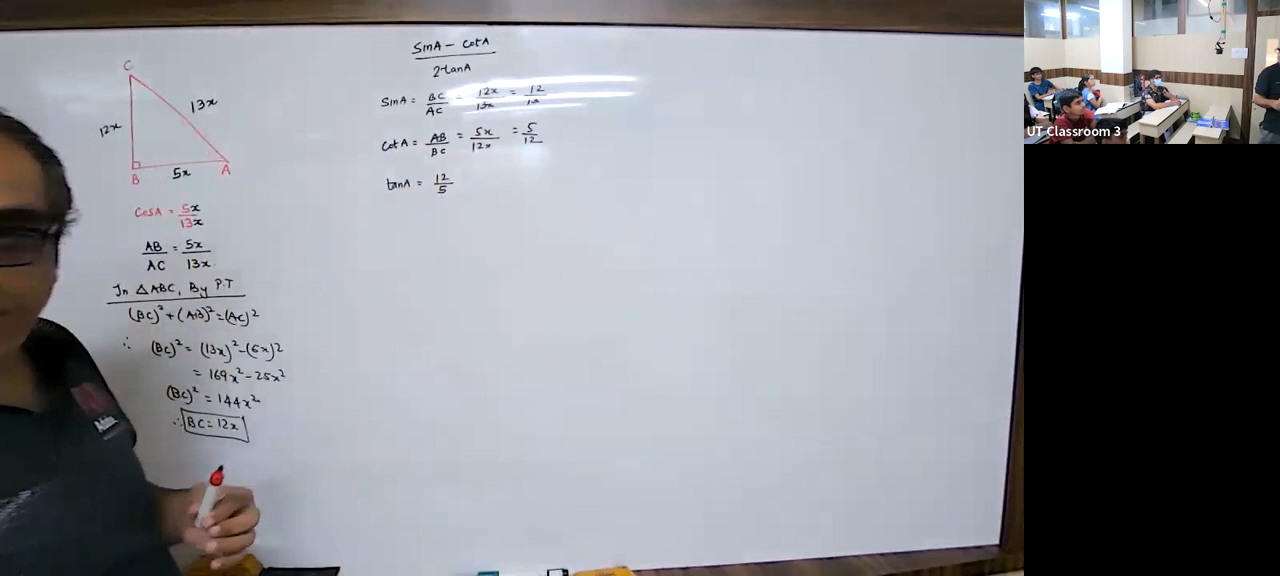 C
13x
12x
B
5x
A
CosA = 5x/13x
AB/AC = 5x/13x
In △ABC, By P.T
(BC)² + (AB)² = (AC)²
∴ (BC)² = (13x)² - (5x)²
= 169x² - 25x²
(BC)² = 144x²
∴ BC = 12x
SinA - CotA / 2tanA
SinA = BC/AC = 12x/13x = 12/13
CotA = AB/BC = 5x/12x = 5/12
tanA = 12/5
UT Classroom 3